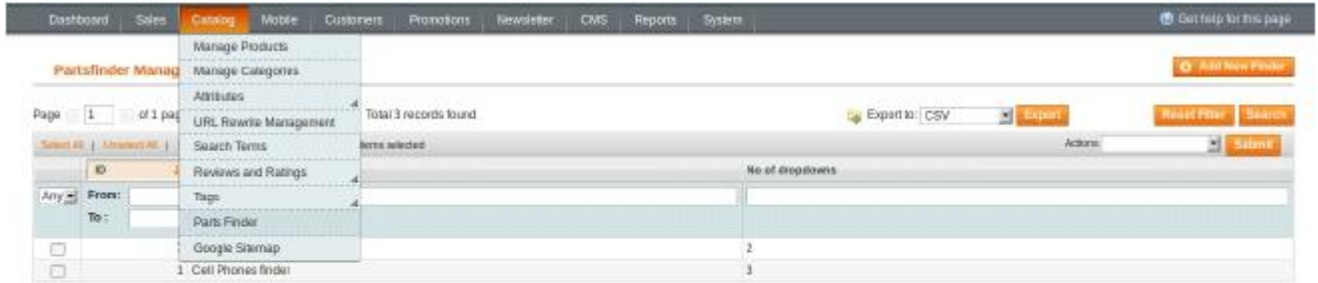 Dashboard Sales Catalog Mobile Customers Promotions Newsletter CMS Reports System Get help for this page
Manage Products
Partsfinder Manag
Manage Categories
Add New Finder
Attributes
Page 1 of 1 pag
Total 3 records found
Export to: CSV Export Reset Filter Search
URL Rewrite Management
Select All | Unselect All |
items selected
Actions Submit
Search Terms
ID
Reviews and Ratings
No of dropdowns
Any From:
Tags
To :
Parts Finder
Google Sitemap
2
1 Cell Phones finder 3